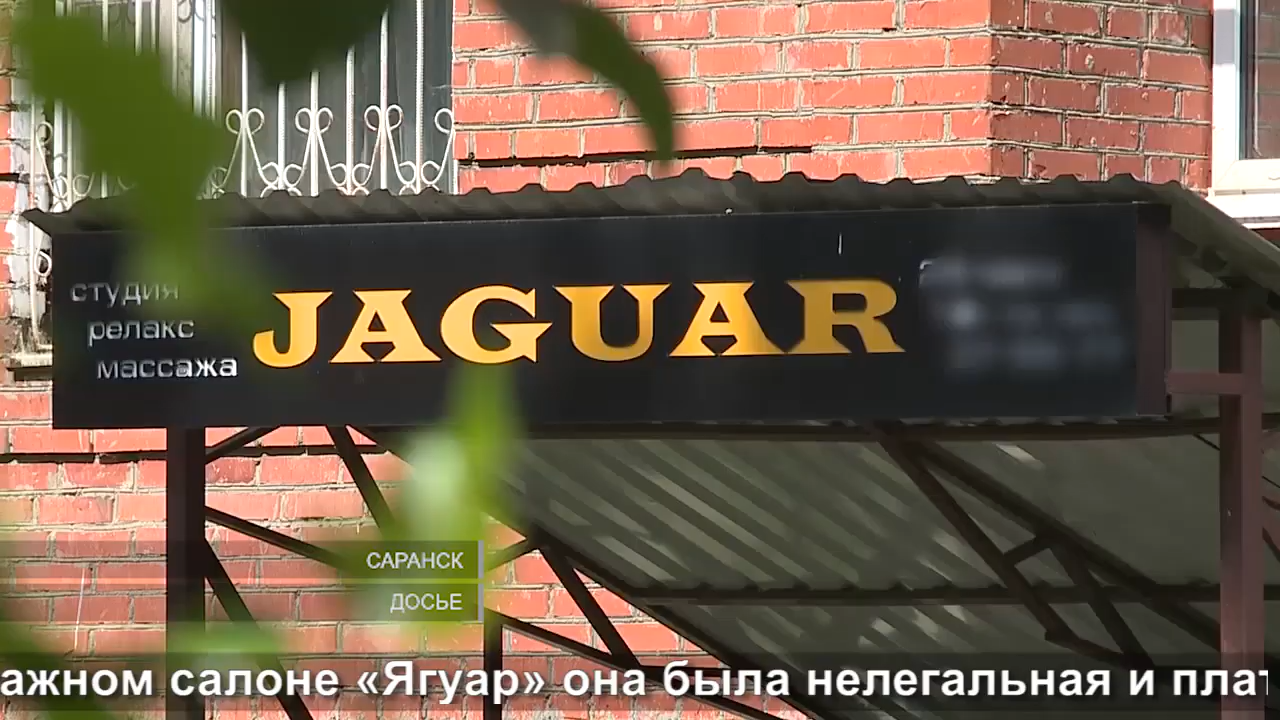 студия
релакс
массажа
JAGUAR
САРАНСК
ДОСЬЕ
ажном салоне «Ягуар» она была нелегальная и плат